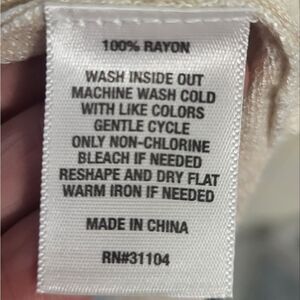 100% RAYON
WASH INSIDE OUT
MACHINE WASH COLD
WITH LIKE COLORS
GENTLE CYCLE
ONLY NON-CHLORINE
BLEACH IF NEEDED
RESHAPE AND DRY FLAT
WARM IRON IF NEEDED
MADE IN CHINA
RN#31104